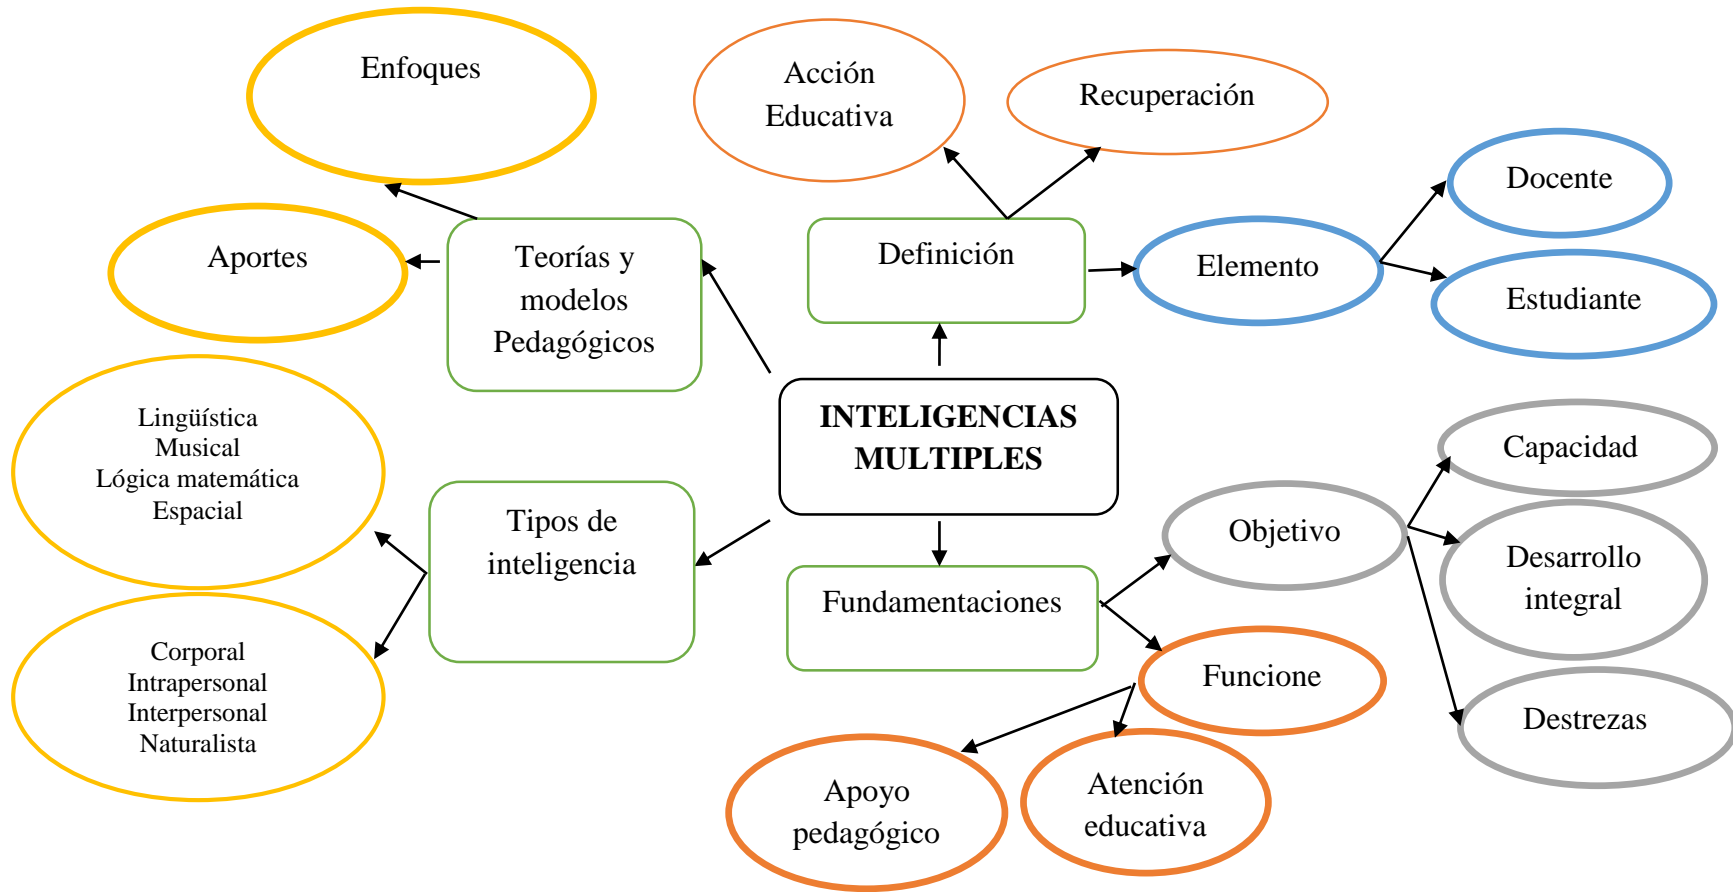 Enfoques
Acción
Educativa
Recuperación
Docente
Aportes
Teorías y
modelos
Pedagógicos
Definición
Elemento
Estudiante
Lingüística
Musical
Lógica matemática
Espacial
INTELIGENCIAS
MULTIPLES
Capacidad
Tipos de
inteligencia
Objetivo
Desarrollo
integral
Fundamentaciones
Corporal
Intrapersonal
Interpersonal
Naturalista
Funcione
Destrezas
Apoyo
pedagógico
Atención
educativa